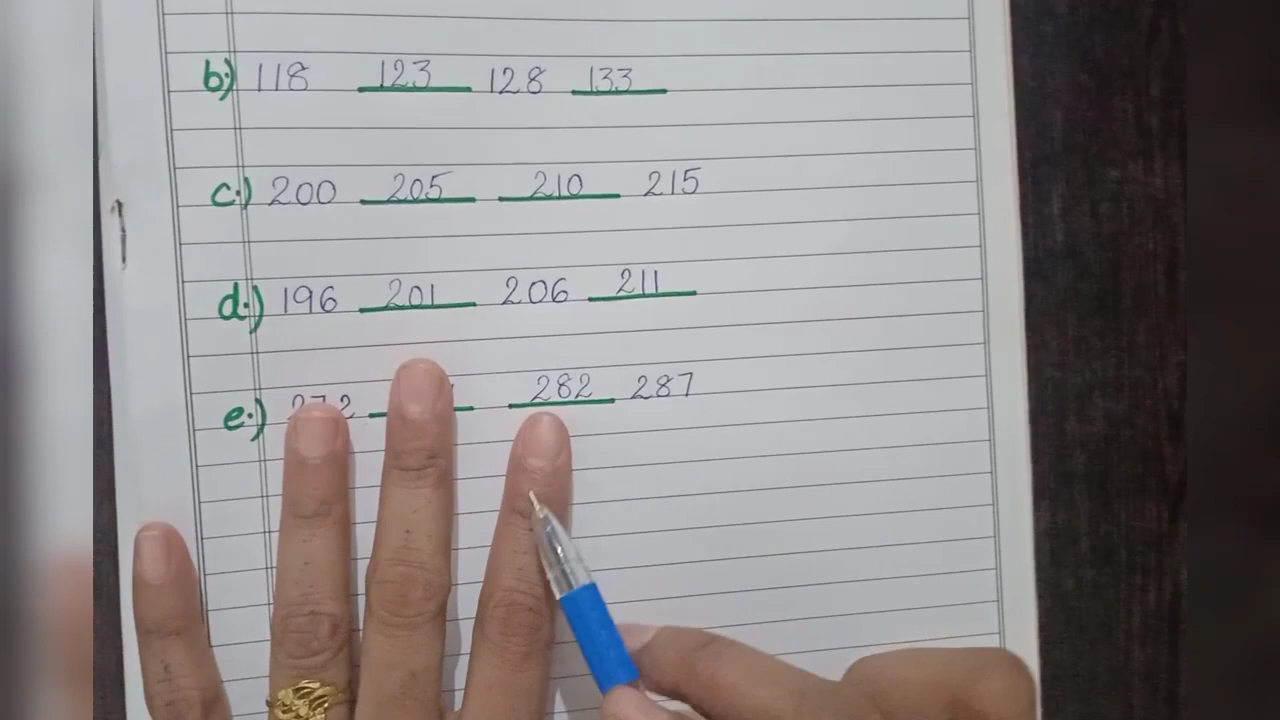 b.) 118 123 128 133
c.) 200 205 210 215
d.) 196 201 206 211
e.) 282 287